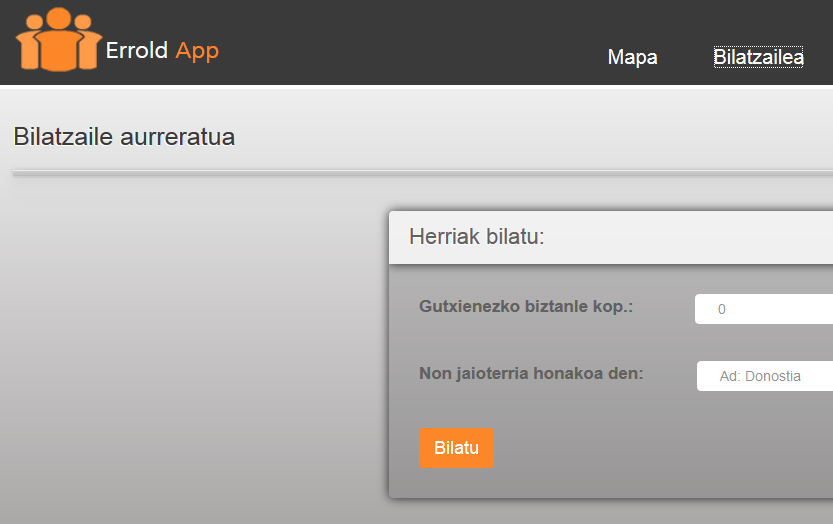 Errold App
Mapa
Bilatzailea
Bilatzaile aurreratua
Herriak bilatu:
Gutxienezko biztanle kop.:
0
Non jaioterria honakoa den:
Ad: Donostia
Bilatu